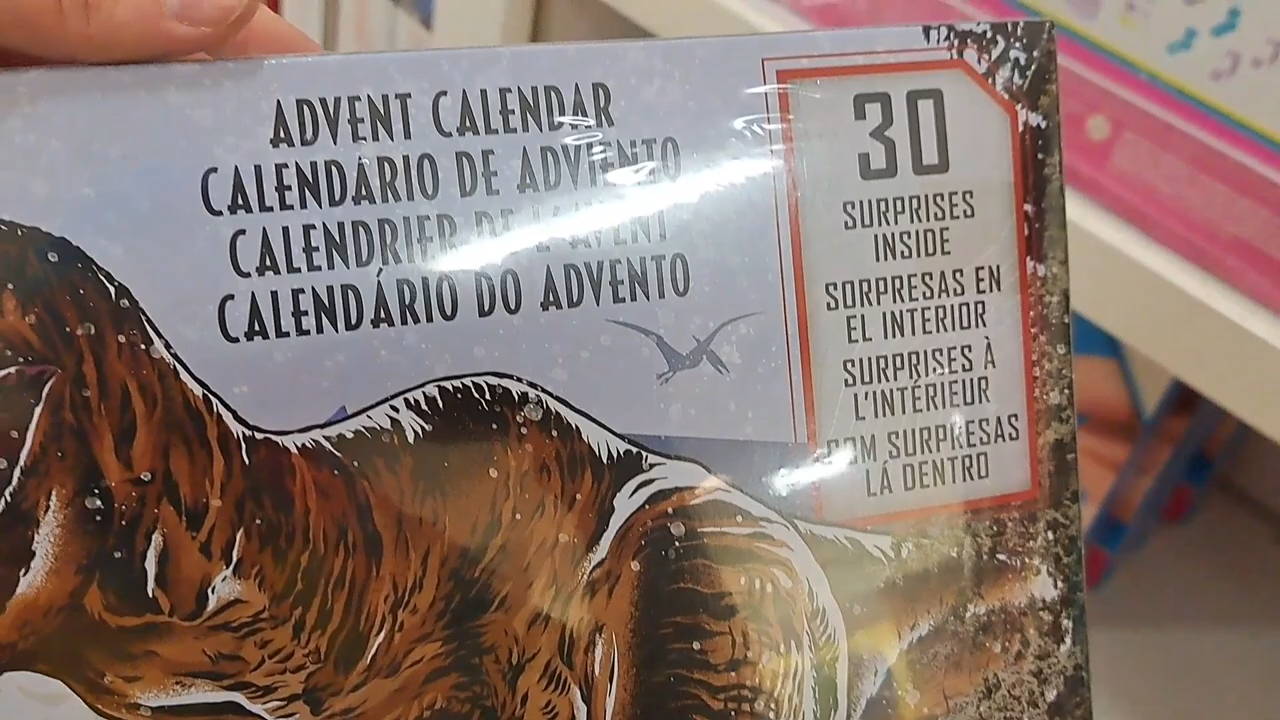 ADVENT CALENDAR
CALENDÁRIO DE ADVIENTO
CALENDRIER DE L'AVENT
CALENDÁRIO DO ADVENTO
30
SURPRISES
INSIDE
SORPRESAS EN
EL INTERIOR
SURPRISES À
L'INTÉRIEUR
COM SURPRESAS
LÁ DENTRO